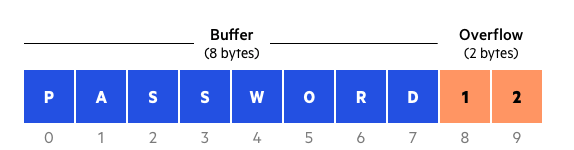 Buffer Overflow
(8 bytes) (2 bytes)
P A S S W O R D 1 2
0 1 2 3 4 5 6 7 8 9